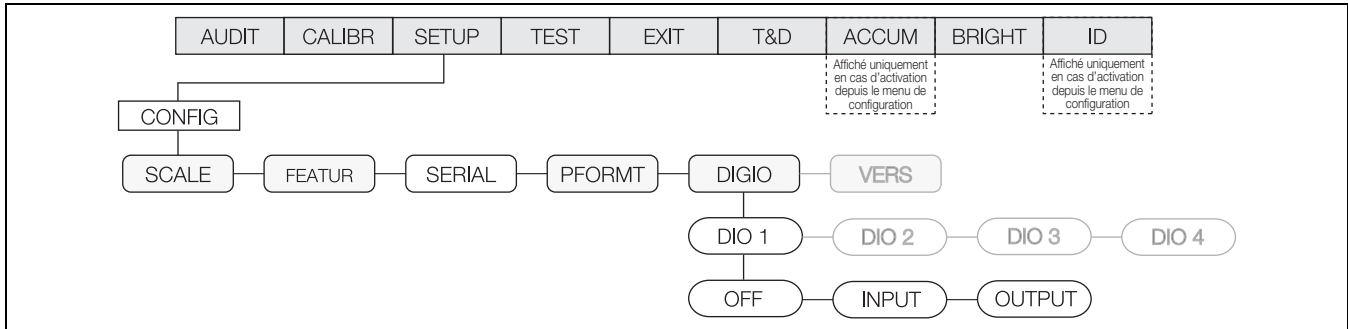 AUDIT CALIBR SETUP TEST EXIT T&D ACCUM BRIGHT ID
Affiché uniquement
en cas d'activation
depuis le menu de
configuration
Affiché uniquement
en cas d'activation
depuis le menu de
configuration
CONFIG
SCALE FEATUR SERIAL PFORMT DIGIO VERS
DIO 1 DIO 2 DIO 3 DIO 4
OFF INPUT OUTPUT